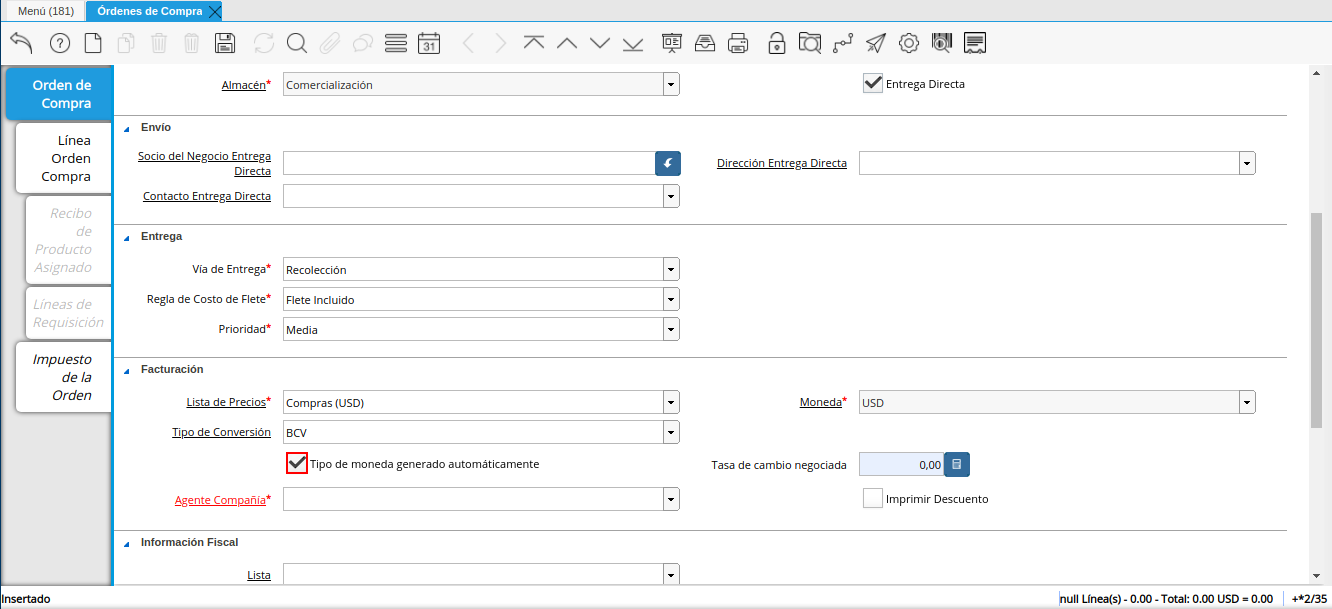 Menú (181)
Órdenes de Compra
31
Orden de
Compra
Línea
Orden
Compra
Recibo
de
Producto
Asignado
Líneas de
Requisición
Impuesto
de la
Orden
Almacén* Comercialización
Entrega Directa
Envío
Socio del Negocio Entrega
Directa
Dirección Entrega Directa
Contacto Entrega Directa
Entrega
Vía de Entrega* Recolección
Regla de Costo de Flete* Flete Incluido
Prioridad* Media
Facturación
Lista de Precios* Compras (USD)
Moneda* USD
Tipo de Conversión BCV
Tipo de moneda generado automáticamente
Tasa de cambio negociada 0,00
Agente Compañía*
Imprimir Descuento
Información Fiscal
Lista
Insertado
null Línea(s) - 0.00 - Total: 0.00 USD = 0.00
+*2/35